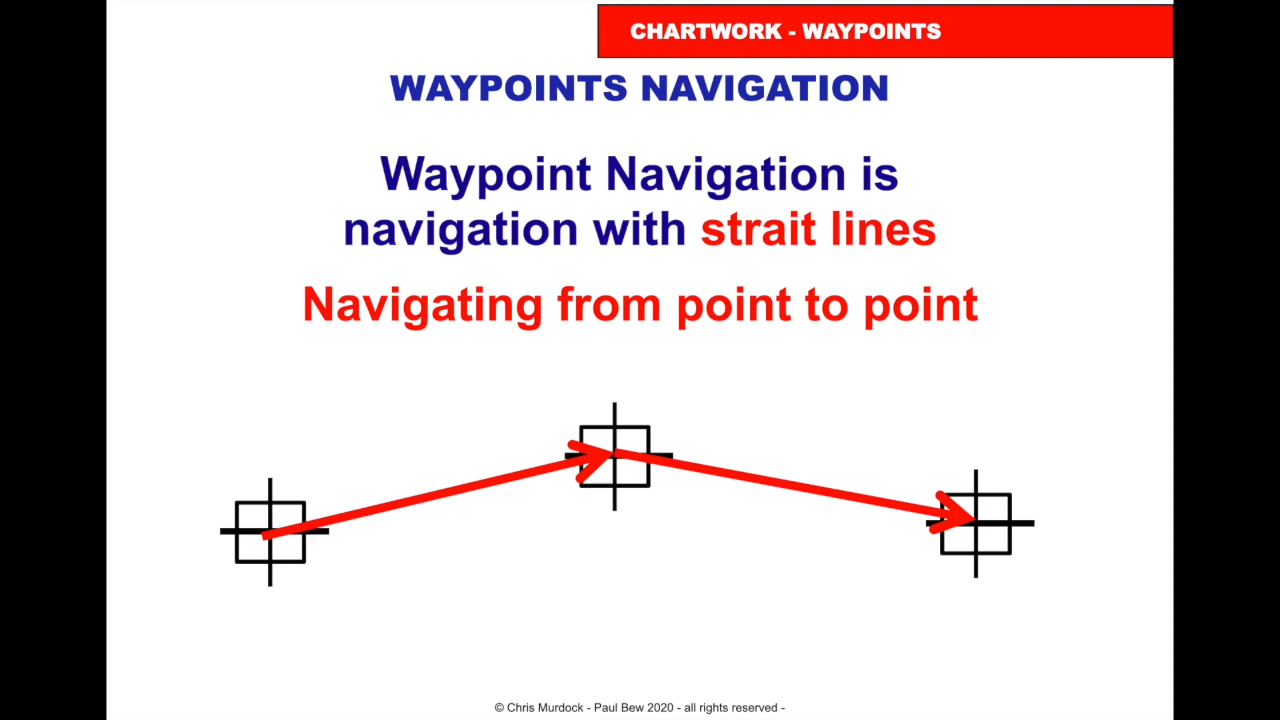 CHARTWORK - WAYPOINTS
WAYPOINTS NAVIGATION
Waypoint Navigation is
navigation with strait lines
Navigating from point to point
© Chris Murdock - Paul Bew 2020 - all rights reserved -